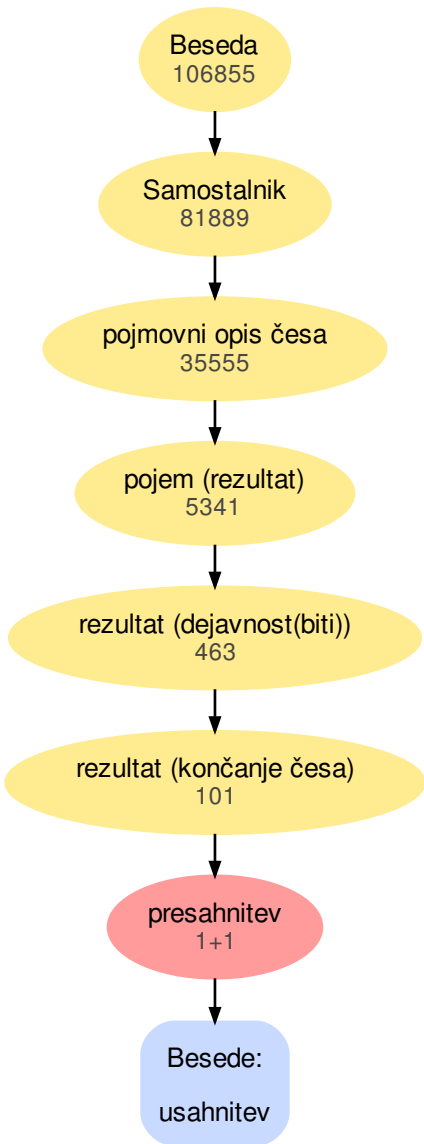 Beseda
106855
Samostalnik
81889
pojmovni opis česa
35555
pojem (rezultat)
5341
rezultat (dejavnost(biti))
463
rezultat (končanje česa)
101
presahnitev
1+1
Besede:
usahnitev